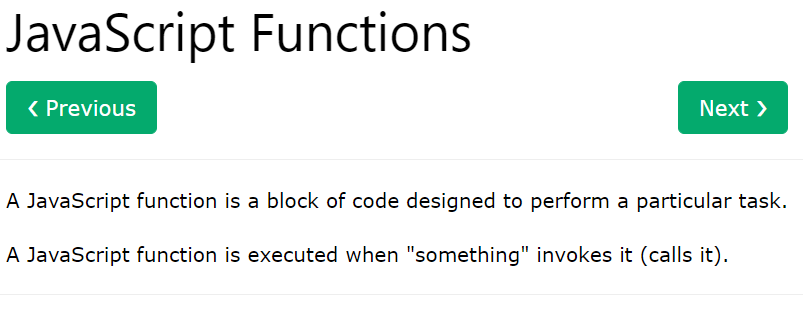 JavaScript Functions
❮ Previous
Next ❯
A JavaScript function is a block of code designed to perform a particular task.
A JavaScript function is executed when "something" invokes it (calls it).